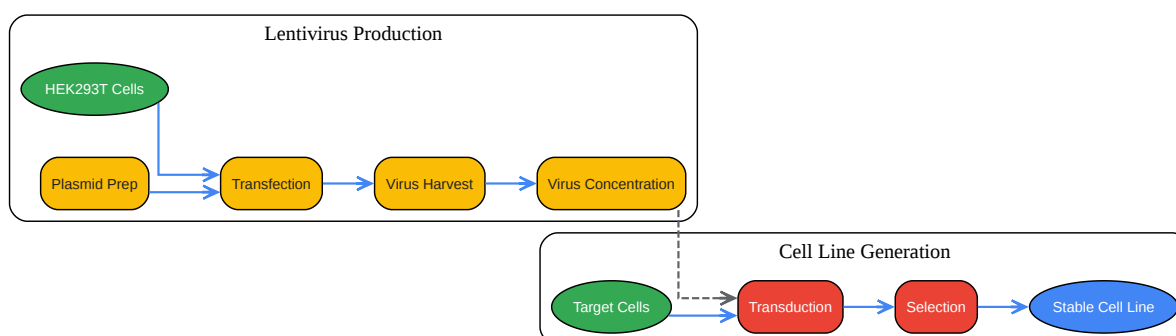 Lentivirus Production
HEK293T Cells
Plasmid Prep
Transfection
Virus Harvest
Virus Concentration
Cell Line Generation
Target Cells
Transduction
Selection
Stable Cell Line